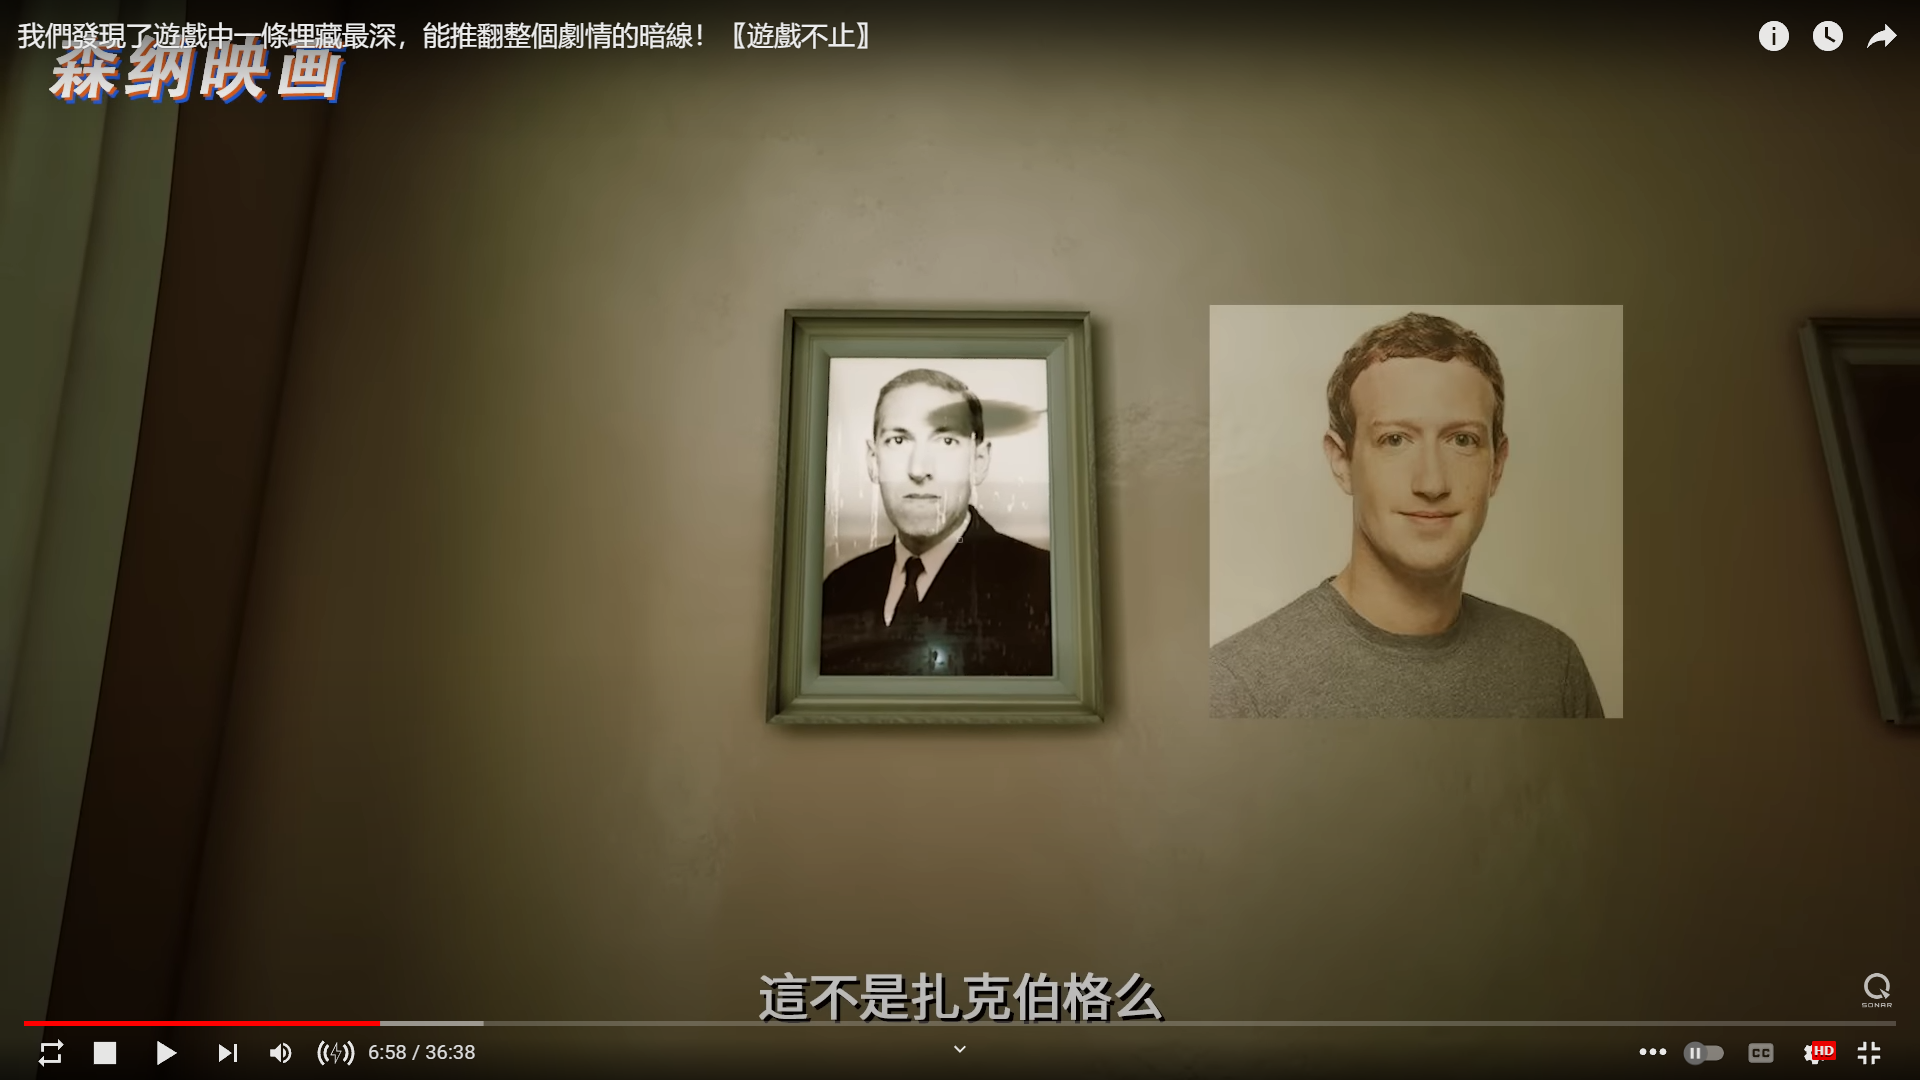 我們發現了遊戲中一條埋藏最深，能推翻整個劇情的暗線！〖遊戲不止〗
森纳映画
這不是扎克伯格么
SONAR
6:58 / 36:38
CC
HD